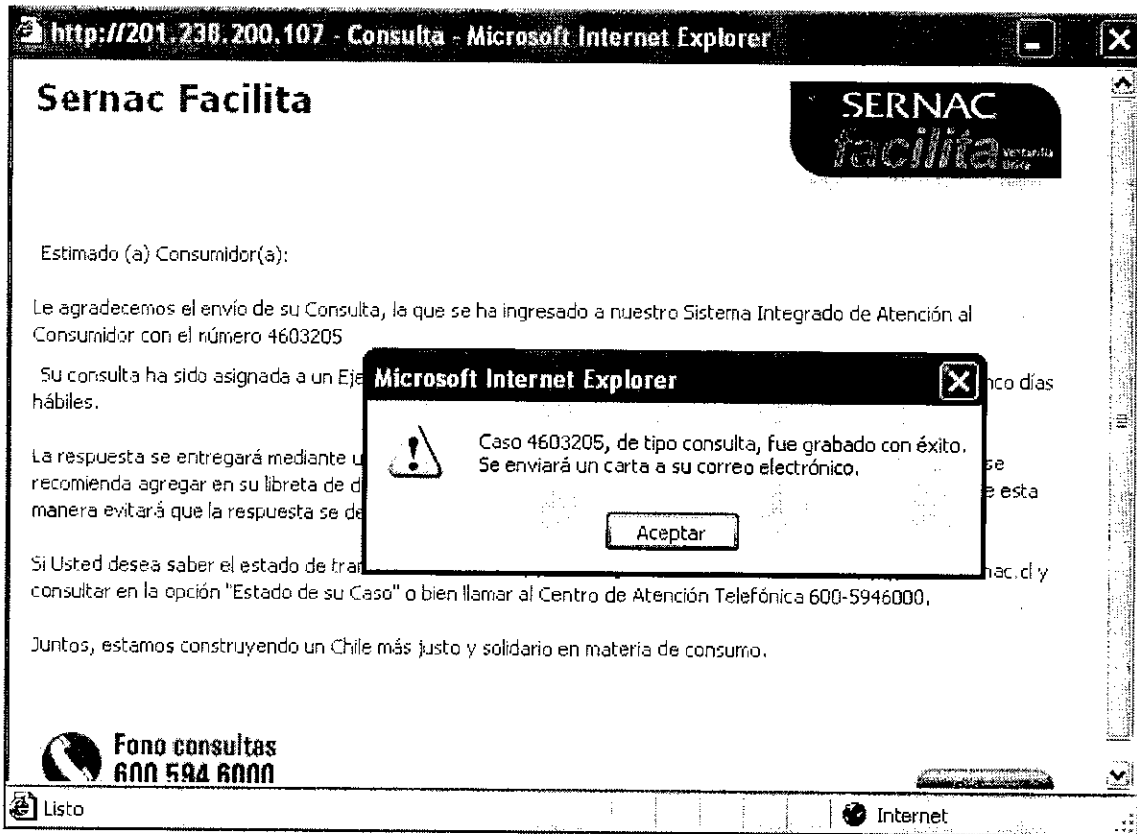 http://201.238.200.107 - Consulta - Microsoft Internet Explorer
Sernac Facilita
SERNAC
facilita Ventanilla
Única
Estimado (a) Consumidor(a):
Le agradecemos el envío de su Consulta, la que se ha ingresado a nuestro Sistema Integrado de Atención al
Consumidor con el número 4603205
Su consulta ha sido asignada a un Eje
nco días
hábiles.
La respuesta se entregará mediante u
se
recomienda agregar en su libreta de d
e esta
manera evitará que la respuesta se de
Si Usted desea saber el estado de tran
nac.cl y
consultar en la opción "Estado de su Caso" o bien llamar al Centro de Atención Telefónica 600-5946000.
Juntos, estamos construyendo un Chile más justo y solidario en materia de consumo.
Microsoft Internet Explorer
Caso 4603205, de tipo consulta, fue grabado con éxito.
Se enviará un carta a su correo electrónico.
Aceptar
Fono consultas
600 594 6000
Listo
Internet